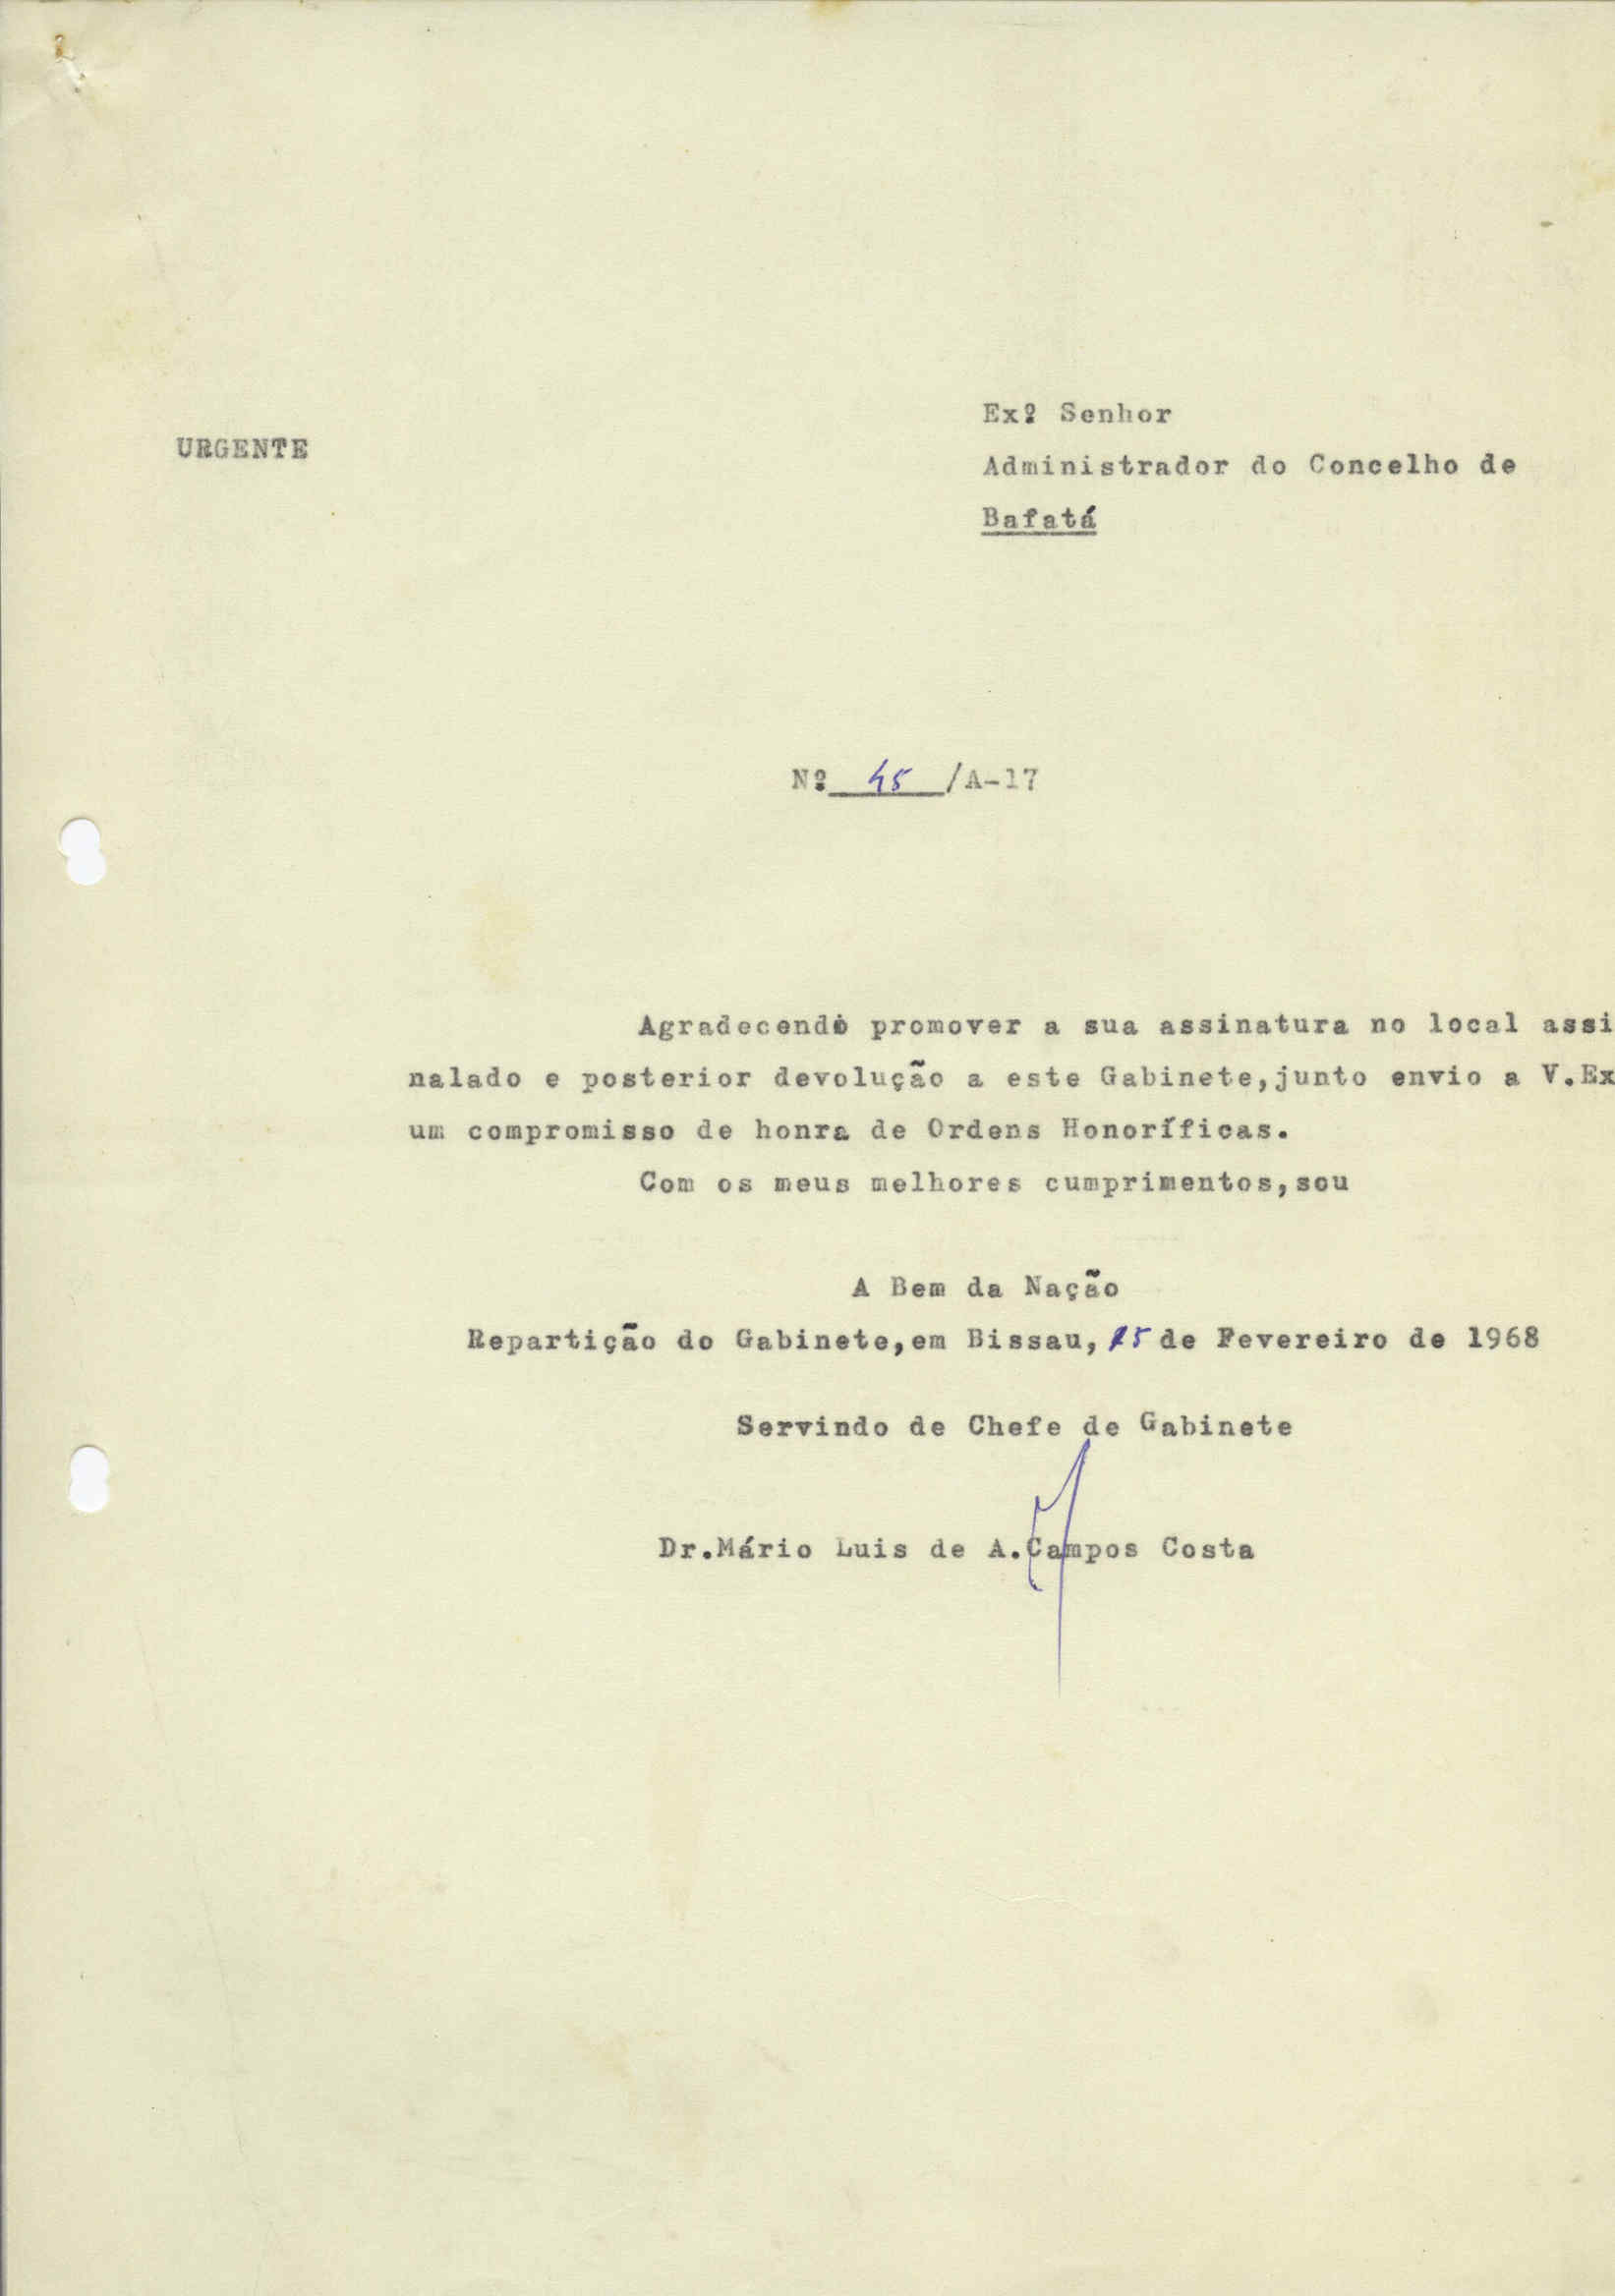 URGENTE
Exº Senhor
Administrador do Concelho de
Bafatá
Nº 45 /A-17
Agradecendo promover a sua assinatura no local assi
nalado e posterior devolução a este Gabinete,junto envio a V.Ex
um compromisso de honra de Ordens Honoríficas.
Com os meus melhores cumprimentos,sou
A Bem da Nação
Repartição do Gabinete,em Bissau, 15 de Fevereiro de 1968
Servindo de Chefe de Gabinete
Dr.Mário Luis de A.Campos Costa